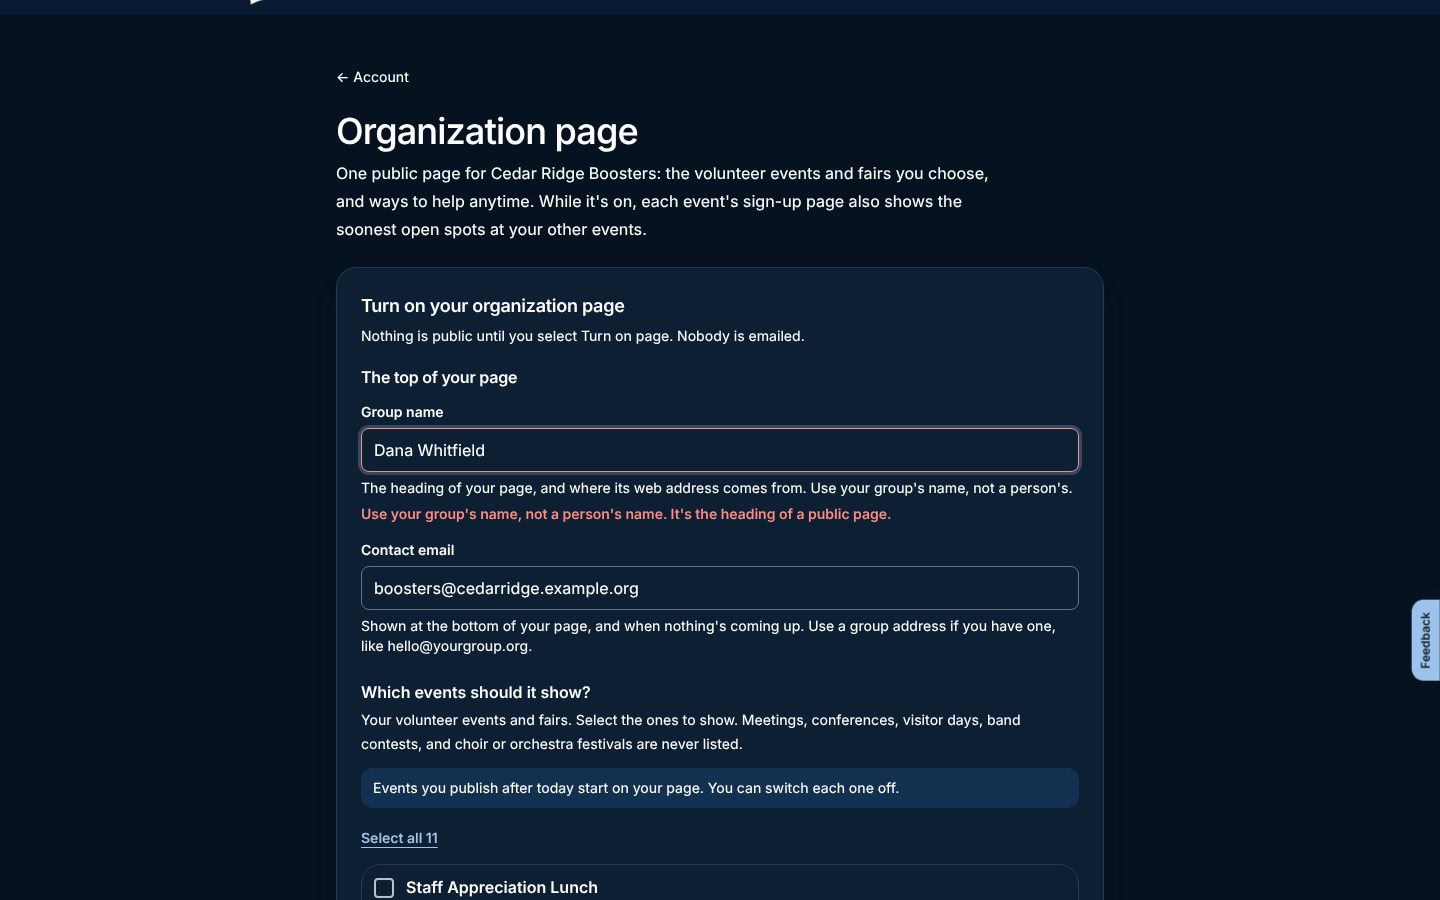 ← Account
Organization page
One public page for Cedar Ridge Boosters: the volunteer events and fairs you choose,
and ways to help anytime. While it's on, each event's sign-up page also shows the
soonest open spots at your other events.
Turn on your organization page
Nothing is public until you select Turn on page. Nobody is emailed.
The top of your page
Group name
Dana Whitfield
The heading of your page, and where its web address comes from. Use your group's name, not a person's.
Use your group's name, not a person's name. It's the heading of a public page.
Contact email
boosters@cedarridge.example.org
Shown at the bottom of your page, and when nothing's coming up. Use a group address if you have one,
like hello@yourgroup.org.
Which events should it show?
Your volunteer events and fairs. Select the ones to show. Meetings, conferences, visitor days, band
contests, and choir or orchestra festivals are never listed.
Events you publish after today start on your page. You can switch each one off.
Select all 11
Staff Appreciation Lunch
Feedback